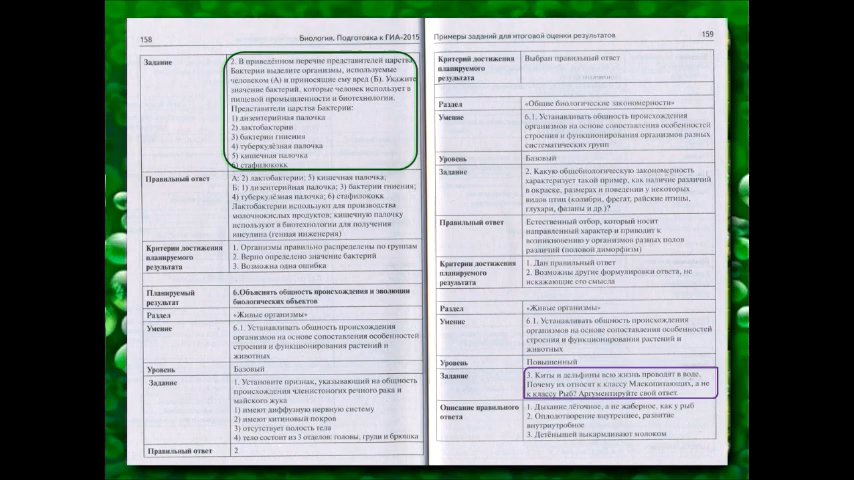 158
Биология. Подготовка к ГИА-2015
Задание
2. В приведённом перечне представителей царства
Бактерии выделите организмы, используемые
человеком (А) и приносящие ему вред (Б). Укажите
значение бактерий, которые человек использует в
пищевой промышленности и биотехнологии.
Представители царства Бактерии:
1) дизентерийная палочка
2) лактобактерии
3) бактерии гниения
4) туберкулёзная палочка
5) кишечная палочка
6) стафилококк
Правильный ответ
А: 2) лактобактерии; 5) кишечная палочка;
Б: 1) дизентерийная палочка; 3) бактерии гниения;
4) туберкулёзная палочка; 6) стафилококк
Лактобактерии используют для производства
молочнокислых продуктов; кишечную палочку
используют в биотехнологии для получения
инсулина (генная инженерия)
Критерии достижения
планируемого
результата
1. Организмы правильно распределены по группам
2. Верно определено значение бактерий
3. Возможна одна ошибка
Планируемый
результат
6.Объяснять общность происхождения и эволюции
биологических объектов
Раздел
«Живые организмы»
Умение
6.1. Устанавливать общность происхождения
организмов на основе сопоставления особенностей
строения и функционирования растений и
животных
Уровень
Базовый
Задание
1. Установите признак, указывающий на общность
происхождения членистоногих речного рака и
майского жука
1) имеют диффузную нервную систему
2) имеют хитиновый покров
3) отсутствует полость тела
4) тело состоит из 3 отделов: головы, груди и брюшка
Правильный ответ
2
Примеры заданий для итоговой оценки результатов
159
Критерий достижения
планируемого
результата
Выбран правильный ответ
Раздел
«Общие биологические закономерности»
Умение
6.1. Устанавливать общность происхождения
организмов на основе сопоставления особенностей
строения и функционирования организмов разных
систематических групп
Уровень
Базовый
Задание
2. Какую общебиологическую закономерность
характеризует такой пример, как наличие различий
в окраске, размерах и поведении у некоторых
видов птиц (колибри, фрегат, райские птицы,
глухари, фазаны и др.)?
Правильный ответ
Естественный отбор, который носит
направленный характер и приводит к
возникновению у организмов разных полов
различий (половой диморфизм)
Критерии достижения
планируемого
результата
1. Дан правильный ответ
2. Возможны другие формулировки ответа, не
искажающие его смысла
Раздел
«Живые организмы»
Умение
6.1. Устанавливать общность происхождения
организмов на основе сопоставления особенностей
строения и функционирования растений и
животных
Уровень
Повышенный
Задание
3. Киты и дельфины всю жизнь проводят в воде.
Почему их относят к классу Млекопитающих, а не
к классу Рыб? Аргументируйте свой ответ.
Описание правильного
ответа
1. Дыхание лёгочное, а не жаберное, как у рыб
2. Оплодотворение внутреннее, развитие
внутриутробное
3. Детёнышей выкармливают молоком